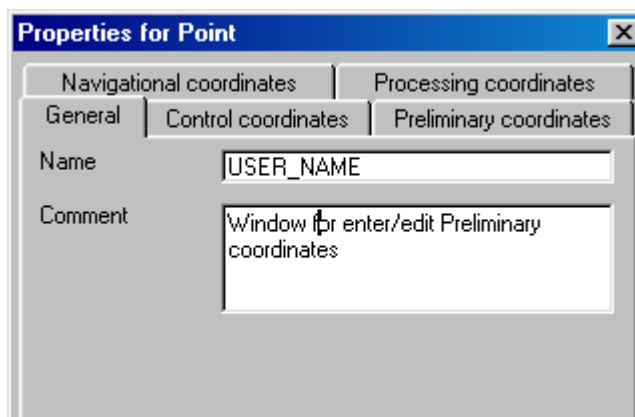 Properties for Point
Navigational coordinates Processing coordinates
General Control coordinates Preliminary coordinates
Name USER_NAME
Comment Window for enter/edit Preliminary
coordinates